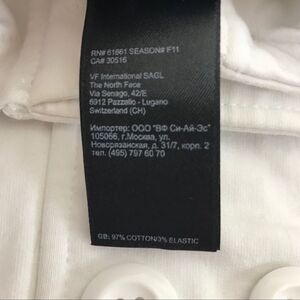 RN# 61661 SEASON# F11
CA# 30516
VF International SAGL
The North Face
Via Senago, 42/E
6912 Pazzallo - Lugano
Switzerland (CH)
Импортер: ООО "ВФ Си-Ай-Эс"
105066, г.Москва, ул.
Новорязанская, д. 31/7, корп. 2
тел. (495) 797 60 70
GB: 97% COTTON/3% ELASTIC